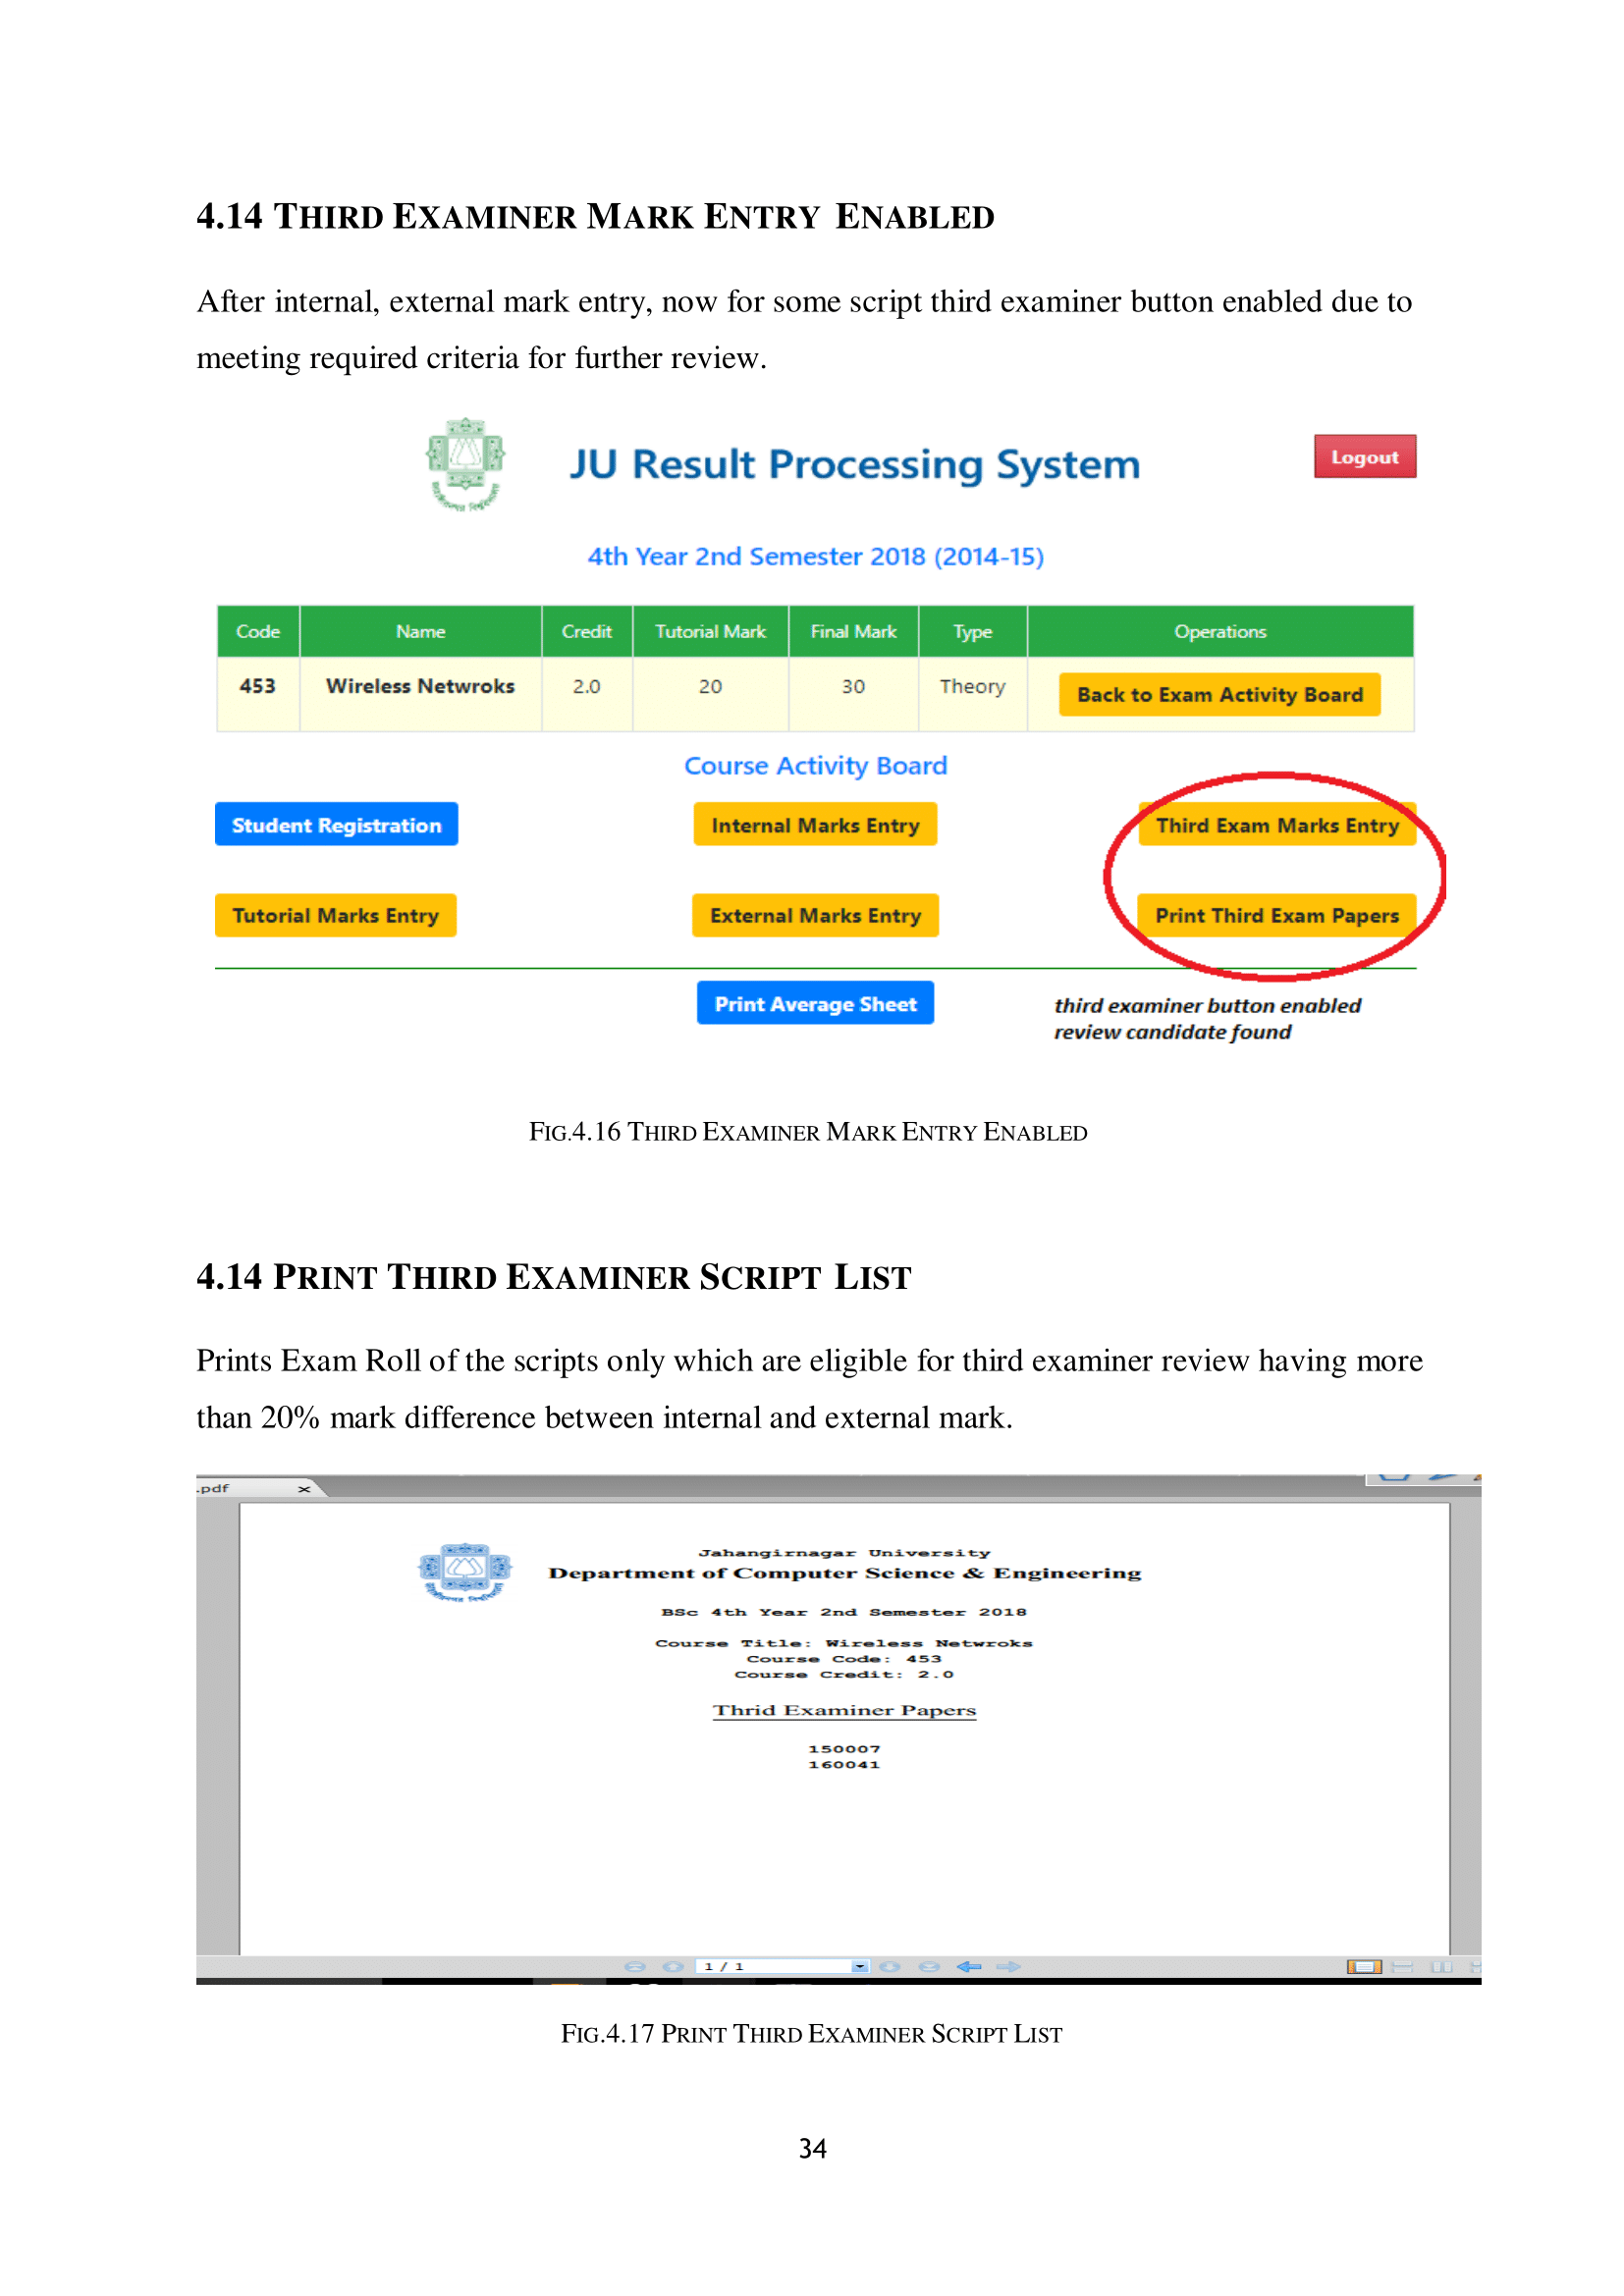 4.14 THIRD EXAMINER MARK ENTRY ENABLED
After internal, external mark entry, now for some script third examiner button enabled due to
meeting required criteria for further review.
JU Result Processing System
Logout
4th Year 2nd Semester 2018 (2014-15)
Code Name Credit Tutorial Mark Final Mark Type Operations
453 Wireless Netwroks 2.0 20 30 Theory Back to Exam Activity Board
Course Activity Board
Student Registration Internal Marks Entry Third Exam Marks Entry
Tutorial Marks Entry External Marks Entry Print Third Exam Papers
Print Average Sheet
third examiner button enabled
review candidate found
FIG.4.16 THIRD EXAMINER MARK ENTRY ENABLED
4.14 PRINT THIRD EXAMINER SCRIPT LIST
Prints Exam Roll of the scripts only which are eligible for third examiner review having more
than 20% mark difference between internal and external mark.
.pdf
Jahangirnagar University
Department of Computer Science & Engineering
BSc 4th Year 2nd Semester 2018
Course Title: Wireless Netwroks
Course Code: 453
Course Credit: 2.0
Thrid Examiner Papers
150007
160041
1 / 1
FIG.4.17 PRINT THIRD EXAMINER SCRIPT LIST
34